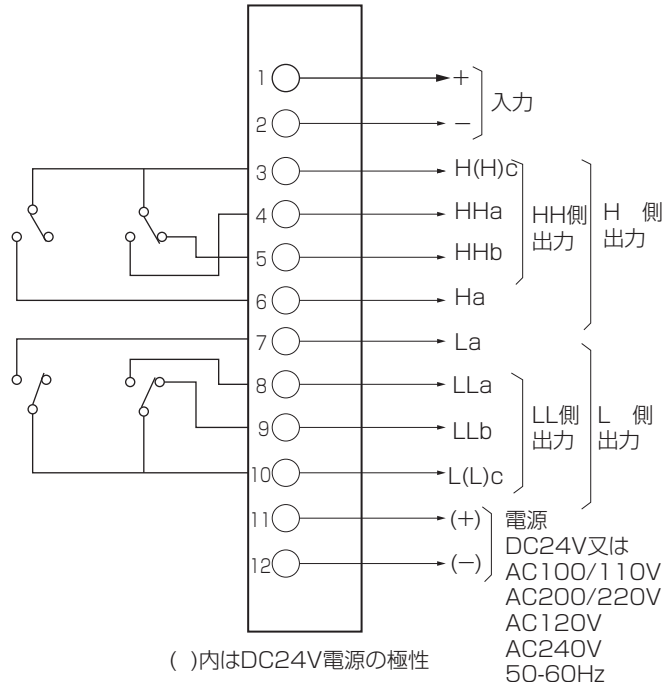 1 + 入力
2 −
3 H(H)c
4 HHa HH側 H 側
5 HHb 出力 出力
6 Ha
7 La
8 LLa LL側 L 側
9 LLb 出力 出力
10 L(L)c
11 (+) 電源
DC24V又は
12 (−) AC100/110V
AC200/220V
AC120V
AC240V
50-60Hz
( )内はDC24V電源の極性